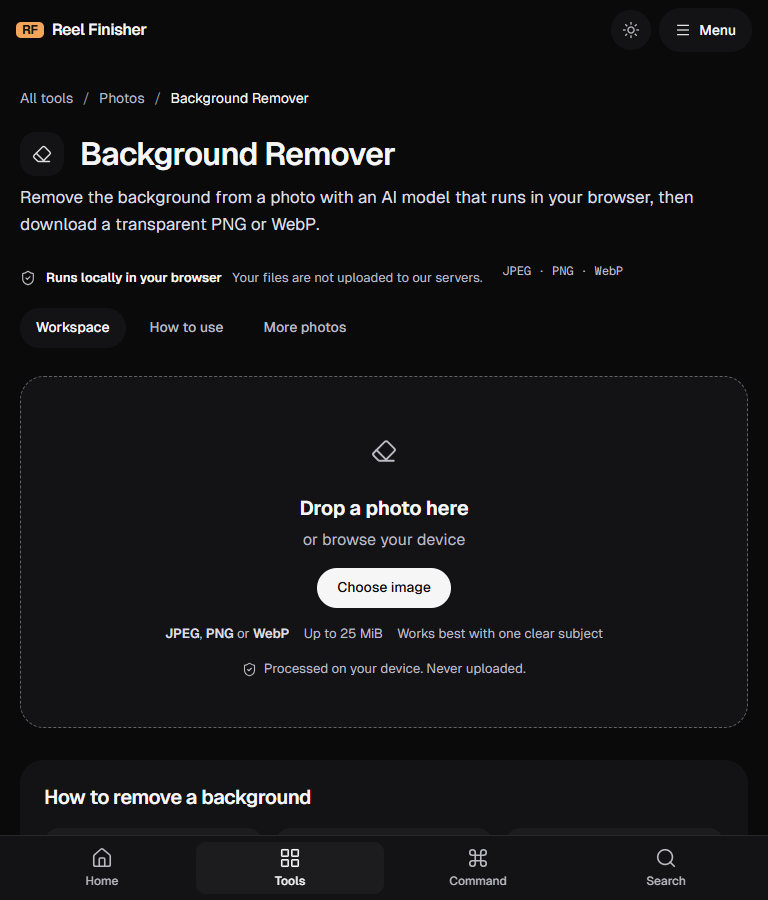 RF Reel Finisher
Menu
All tools / Photos / Background Remover
Background Remover
Remove the background from a photo with an AI model that runs in your browser, then
download a transparent PNG or WebP.
Runs locally in your browser Your files are not uploaded to our servers. JPEG · PNG · WebP
Workspace How to use More photos
Drop a photo here
or browse your device
Choose image
JPEG, PNG or WebP Up to 25 MiB Works best with one clear subject
Processed on your device. Never uploaded.
How to remove a background
Home Tools Command Search